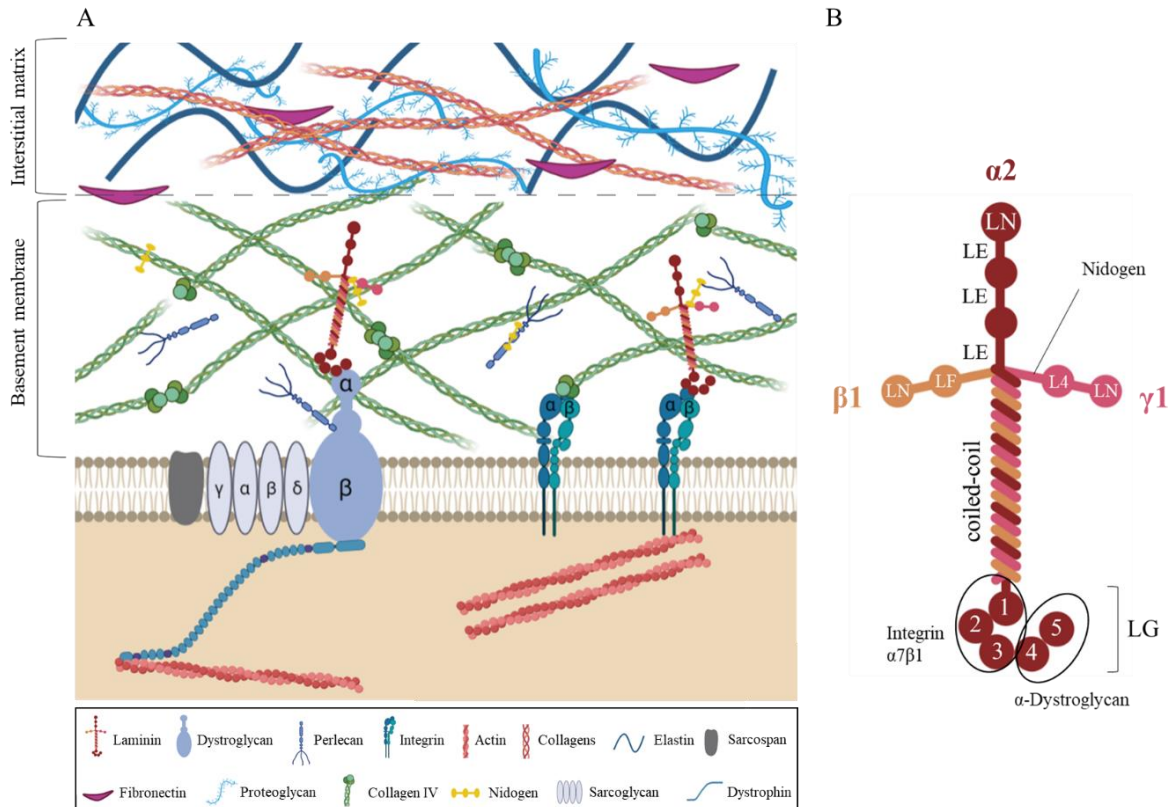 A
Interstitial matrix
Basement membrane
α
α β
α β
γ α β δ β
Laminin Dystroglycan Perlecan Integrin Actin Collagens Elastin Sarcospan
Fibronectin Proteoglycan Collagen IV Nidogen Sarcoglycan Dystrophin
B
α2
LN
LE
Nidogen
LE
LE
β1 LN LF L4 LN γ1
coiled-coil
1
2 5
3 4
Integrin
α7β1
LG
α-Dystroglycan